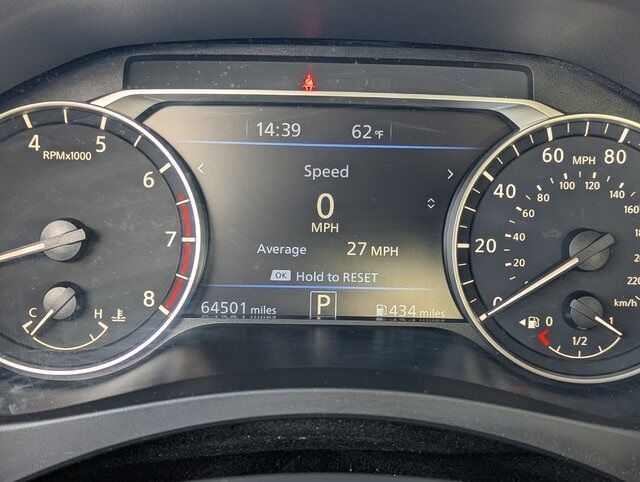 14:39 62°F
4 5 6 7 8
RPMx1000
Speed
0
MPH
Average 27 MPH
OK Hold to RESET
64501 miles P 434 miles
C H
0 20 40 60 MPH 80
20 40 60 80 100 120 140 160
220
km/h
0 1/2 1